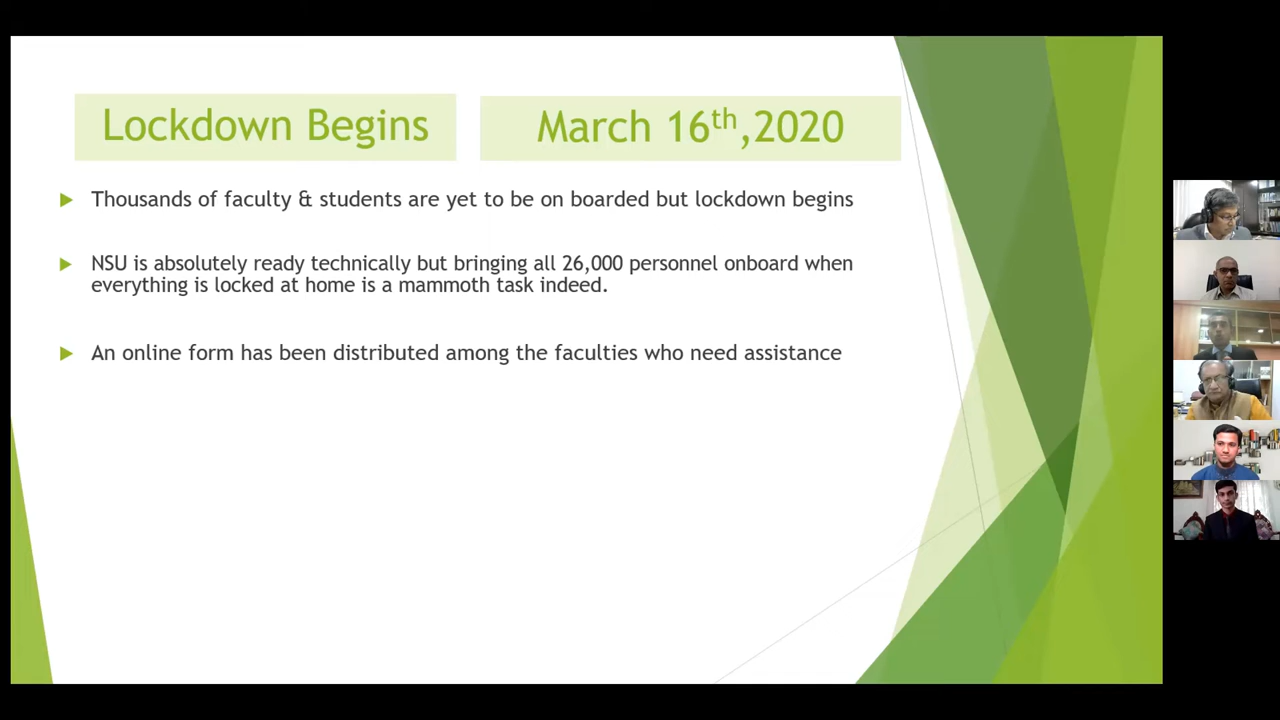 Lockdown Begins
March 16th,2020
Thousands of faculty & students are yet to be on boarded but lockdown begins
NSU is absolutely ready technically but bringing all 26,000 personnel onboard when
everything is locked at home is a mammoth task indeed.
An online form has been distributed among the faculties who need assistance